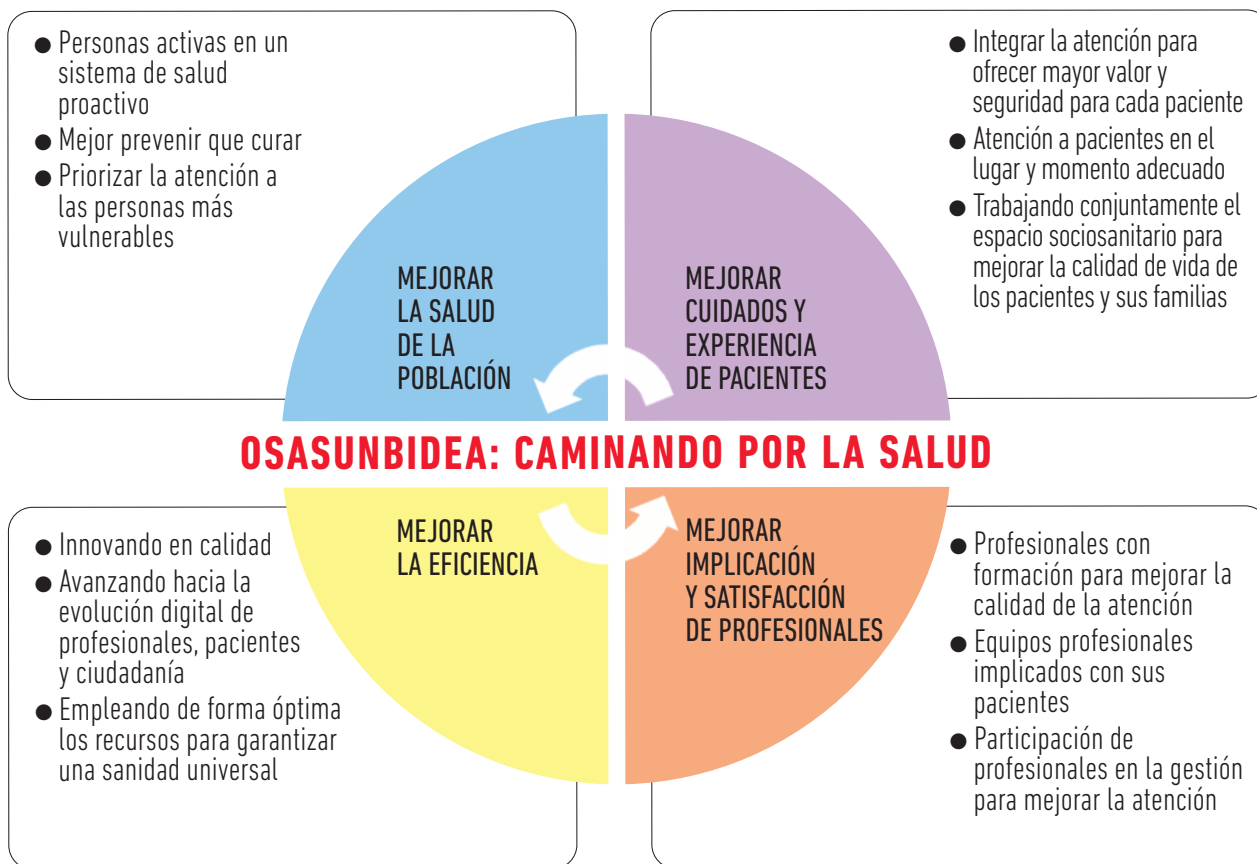 ● Personas activas en un
sistema de salud
proactivo
● Mejor prevenir que curar
● Priorizar la atención a
las personas más
vulnerables
● Integrar la atención para
ofrecer mayor valor y
seguridad para cada paciente
● Atención a pacientes en el
lugar y momento adecuado
● Trabajando conjuntamente el
espacio sociosanitario para
mejorar la calidad de vida de
los pacientes y sus familias
MEJORAR
LA SALUD
DE LA
POBLACIÓN
MEJORAR
CUIDADOS Y
EXPERIENCIA
DE PACIENTES
OSASUNBIDEA: CAMINANDO POR LA SALUD
MEJORAR
LA EFICIENCIA
MEJORAR
IMPLICACIÓN
Y SATISFACCIÓN
DE PROFESIONALES
● Innovando en calidad
● Avanzando hacia la
evolución digital de
profesionales, pacientes
y ciudadanía
● Empleando de forma óptima
los recursos para garantizar
una sanidad universal
● Profesionales con
formación para mejorar la
calidad de la atención
● Equipos profesionales
implicados con sus
pacientes
● Participación de
profesionales en la gestión
para mejorar la atención